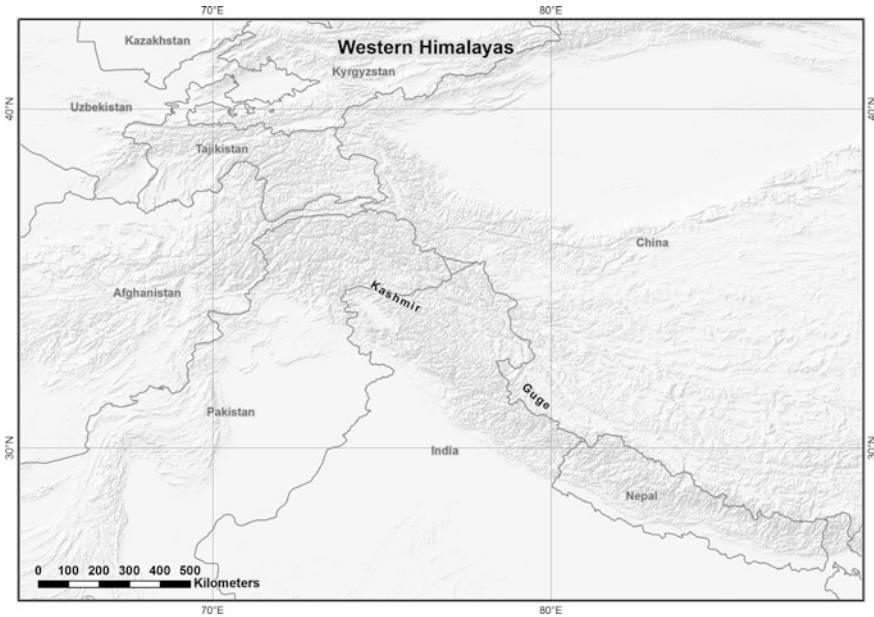 70°E 80°E
Kazakhstan
Western Himalayas
Kyrgyzstan
40°N Uzbekistan 40°N
Tajikistan
China
Afghanistan
Kashmir
Guge
Pakistan
30°N India 30°N
Nepal
0 100 200 300 400 500
Kilometers
70°E 80°E